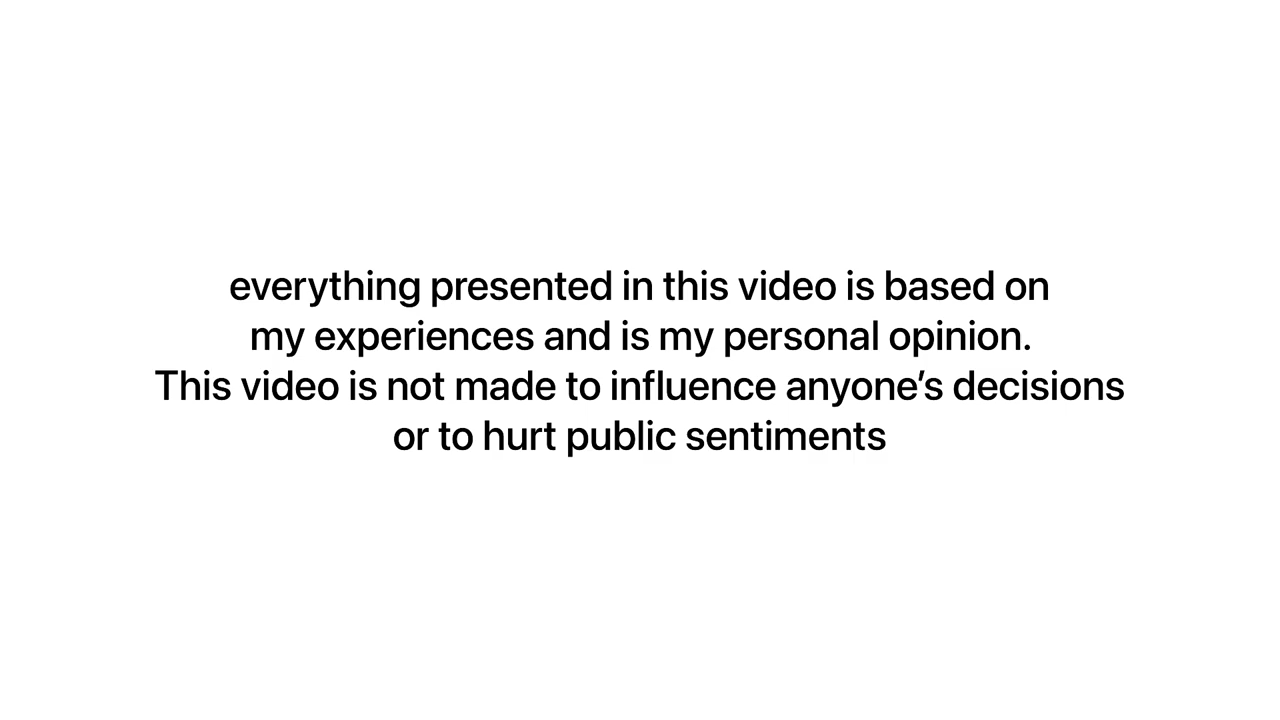 everything presented in this video is based on
my experiences and is my personal opinion.
This video is not made to influence anyone’s decisions
or to hurt public sentiments